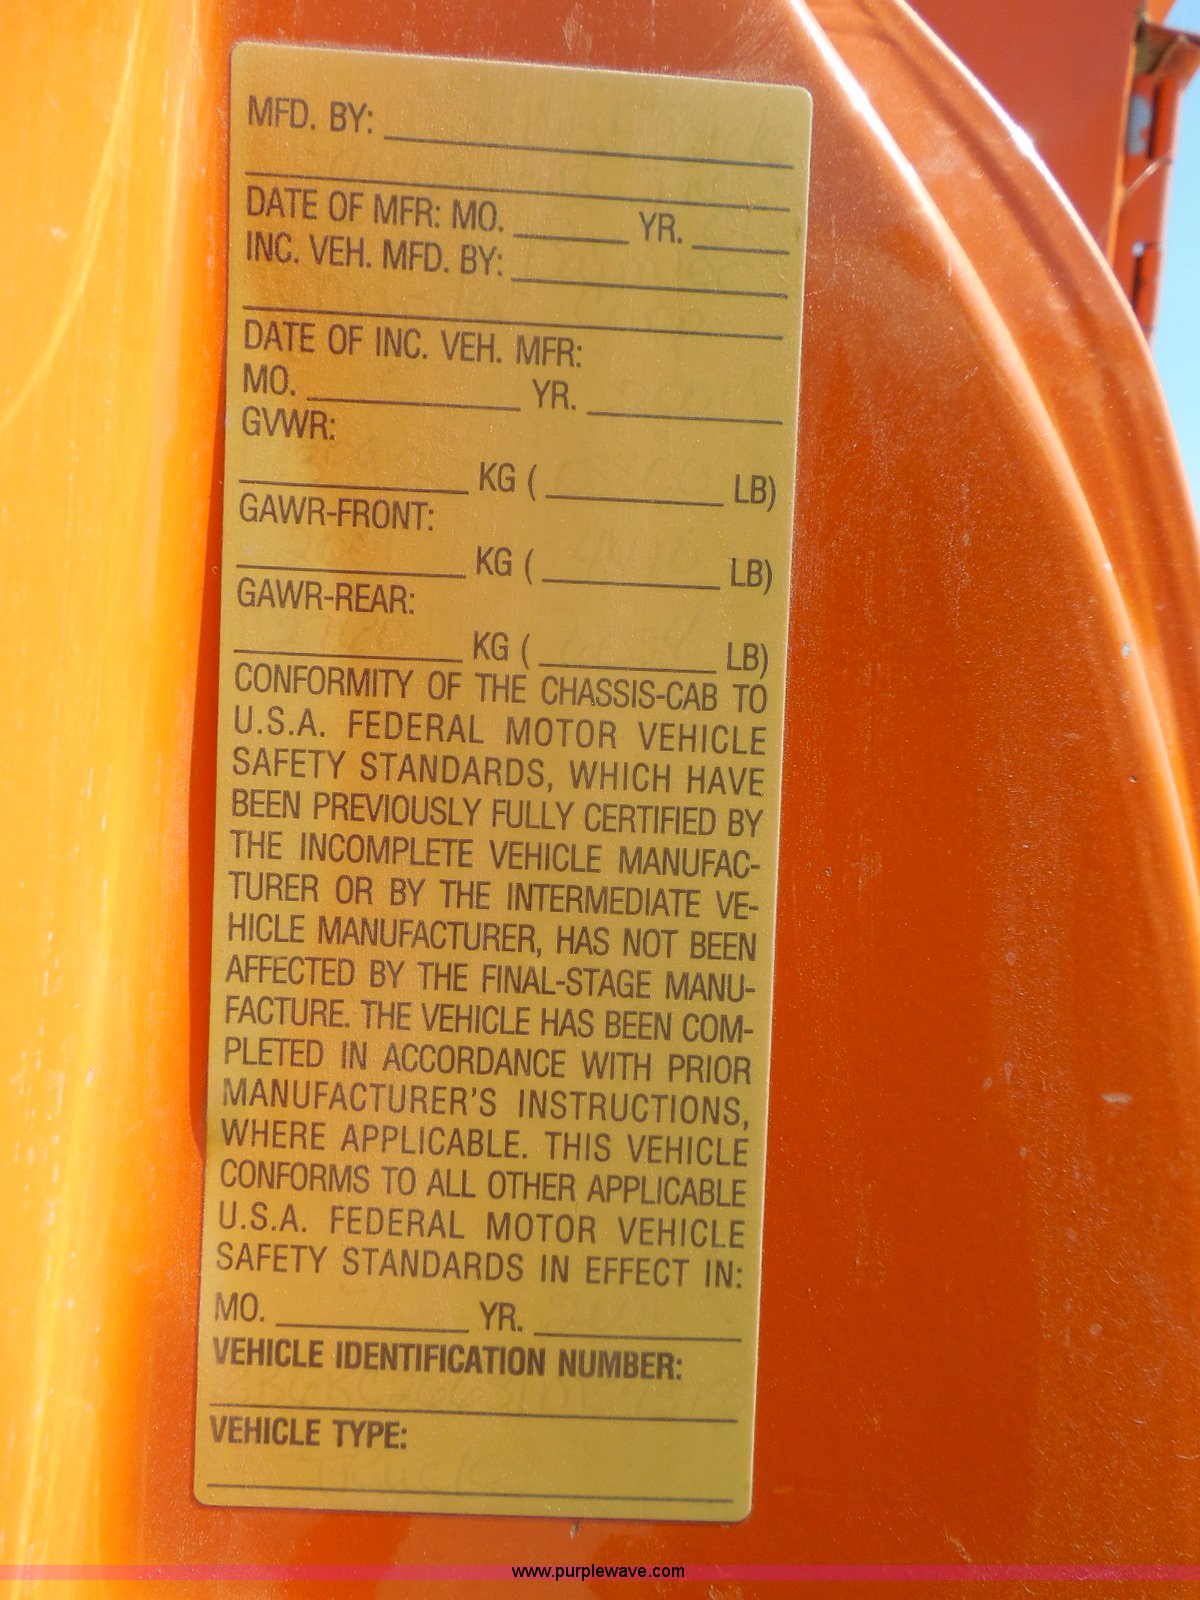 MFD. BY:
DATE OF MFR: MO. YR.
INC. VEH. MFD. BY:
DATE OF INC. VEH. MFR:
MO. YR.
GVWR:
KG ( LB)
GAWR-FRONT:
KG ( LB)
GAWR-REAR:
KG ( LB)
CONFORMITY OF THE CHASSIS-CAB TO
U.S.A. FEDERAL MOTOR VEHICLE
SAFETY STANDARDS, WHICH HAVE
BEEN PREVIOUSLY FULLY CERTIFIED BY
THE INCOMPLETE VEHICLE MANUFAC-
TURER OR BY THE INTERMEDIATE VE-
HICLE MANUFACTURER, HAS NOT BEEN
AFFECTED BY THE FINAL-STAGE MANU-
FACTURE. THE VEHICLE HAS BEEN COM-
PLETED IN ACCORDANCE WITH PRIOR
MANUFACTURER'S INSTRUCTIONS,
WHERE APPLICABLE. THIS VEHICLE
CONFORMS TO ALL OTHER APPLICABLE
U.S.A. FEDERAL MOTOR VEHICLE
SAFETY STANDARDS IN EFFECT IN:
MO. YR.
VEHICLE IDENTIFICATION NUMBER:
VEHICLE TYPE:
www.purplewave.com